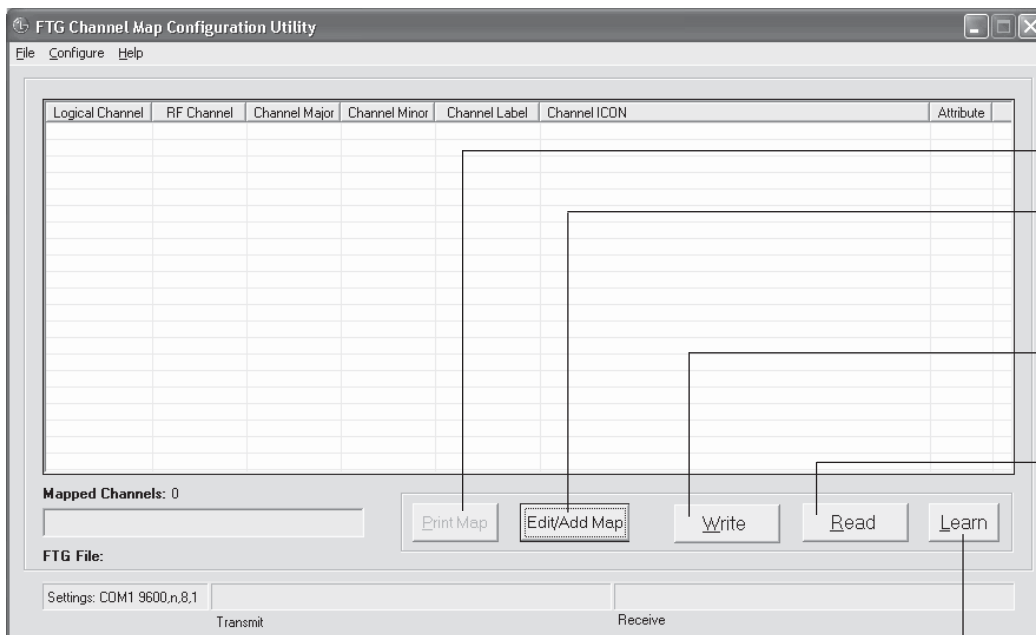 FTG Channel Map Configuration Utility
File Configure Help
Logical Channel RF Channel Channel Major Channel Minor Channel Label Channel ICON Attribute
Mapped Channels: 0
Print Map Edit/Add Map Write Read Learn
FTG File:
Settings: COM1 9600,n,8,1
Transmit Receive